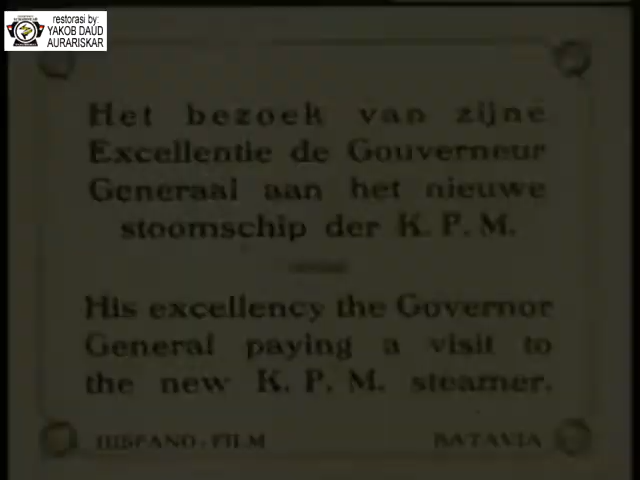 restorasi by:
YAKOB DAUD
AURARISKAR
Het bezoek van zijne
Excellentie de Gouverneur
Generaal aan het nieuwe
stoomschip der K. P. M.
His excellency the Governor
General paying a visit to
the new K. P. M. steamer.
HISPANO-FILM BATAVIA